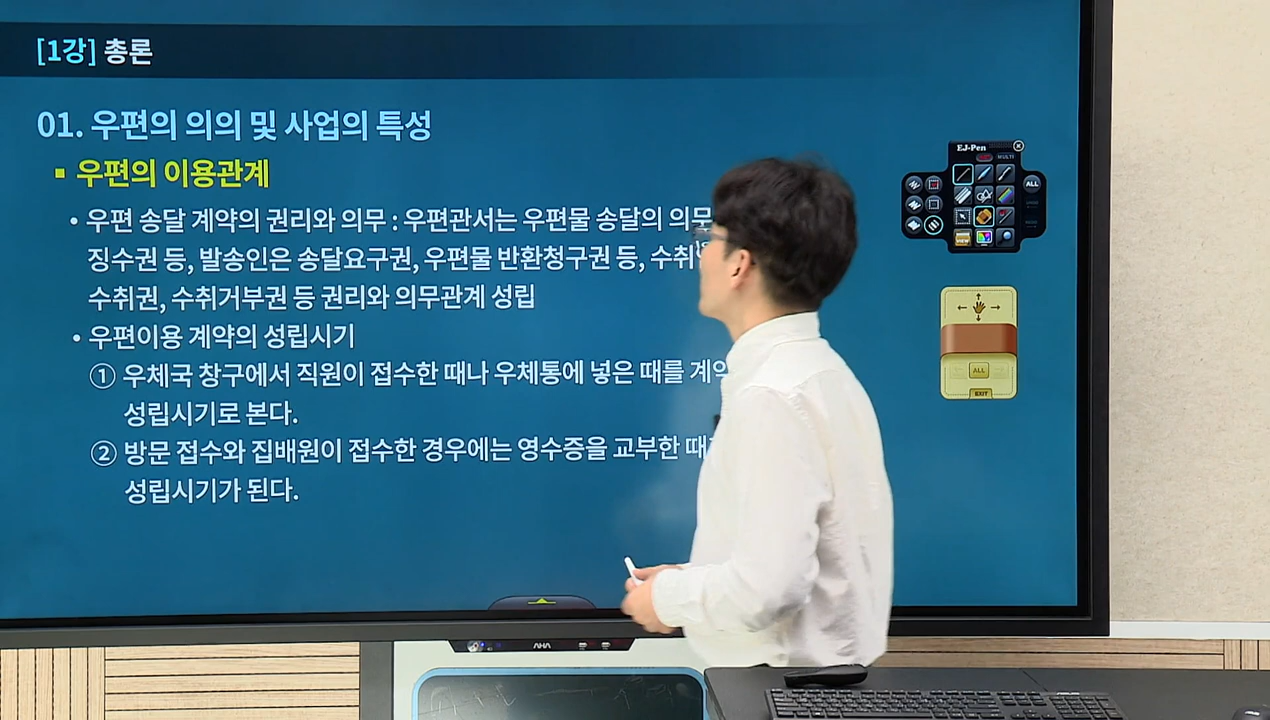 [1강] 총론
01. 우편의 의의 및 사업의 특성
우편의 이용관계
• 우편 송달 계약의 권리와 의무 : 우편관서는 우편물 송달의 의무
징수권 등, 발송인은 송달요구권, 우편물 반환청구권 등, 수취
수취권, 수취거부권 등 권리와 의무관계 성립
• 우편이용 계약의 성립시기
① 우체국 창구에서 직원이 접수한 때나 우체통에 넣은 때를 계약
성립시기로 본다.
② 방문 접수와 집배원이 접수한 경우에는 영수증을 교부한 때
성립시기가 된다.
EJ-Pen
MULTI
ALL
VIEW
ALL
EXIT
AHA